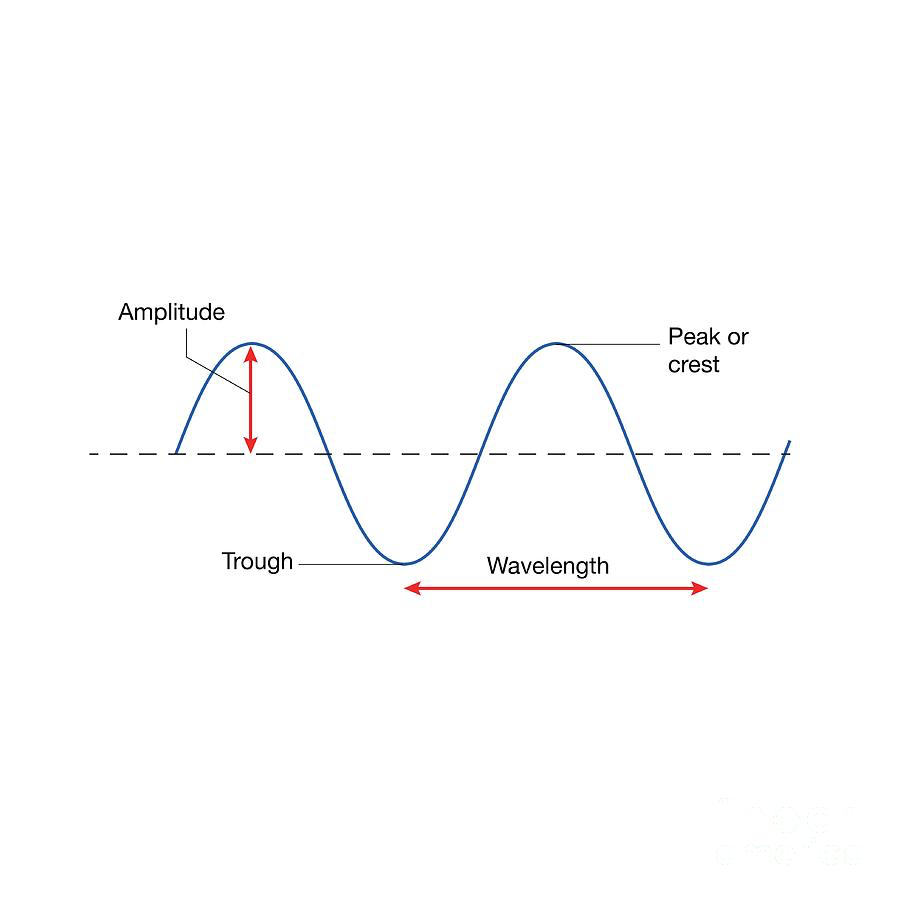 Amplitude
Peak or
crest
Trough
Wavelength